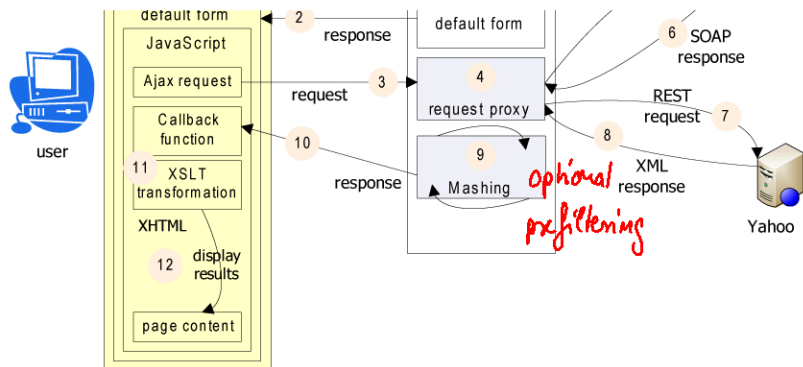 default form
2
response
default form
JavaScript
6
SOAP
response
Ajax request
3
request
4
request proxy
REST
request
7
Callback
function
10
8
user
11
XSLT
transformation
response
9
Mashing
XML
response
optional
prefiltering
Yahoo
XHTML
12
display
results
page content